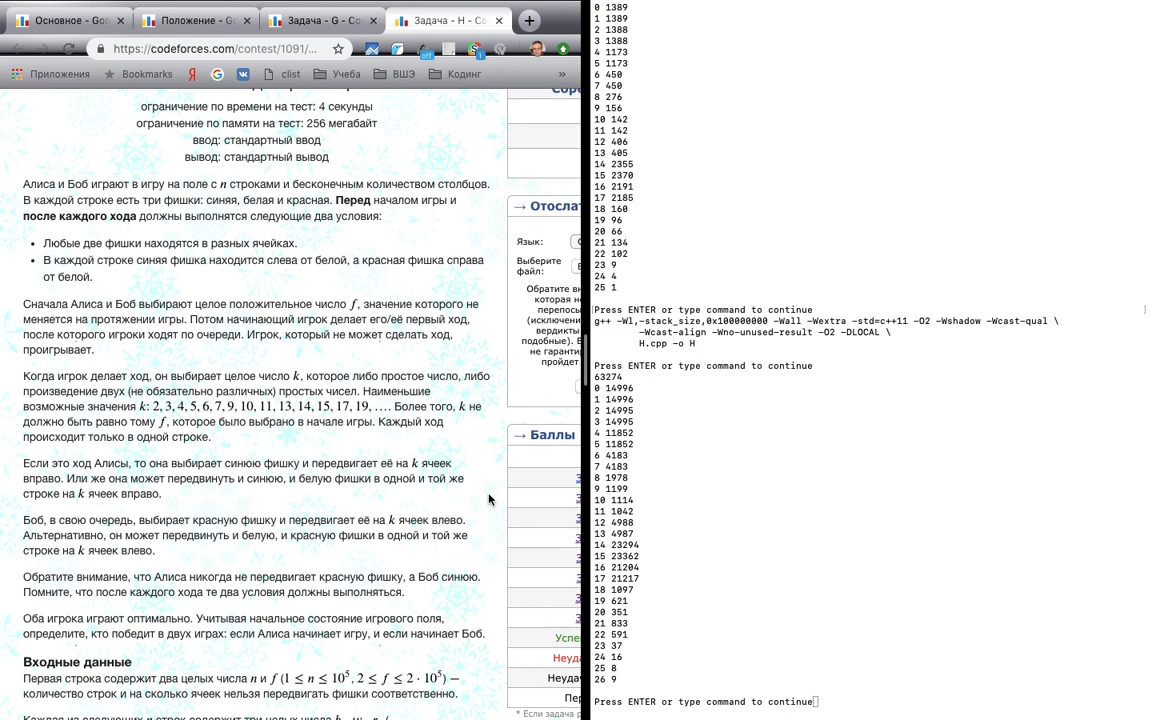 Основное - Goo
Положение - Go
Задача - G - Co
Задача - H - Co
https://codeforces.com/contest/1091/...
off
1
Приложения
Bookmarks
Я
G
clist
Учеба
ВШЭ
Кодинг
»
ограничение по времени на тест: 4 секунды
ограничение по памяти на тест: 256 мегабайт
ввод: стандартный ввод
вывод: стандартный вывод
Алиса и Боб играют в игру на поле с n строками и бесконечным количеством столбцов.
В каждой строке есть три фишки: синяя, белая и красная. Перед началом игры и
после каждого хода должны выполнятся следующие два условия:
• Любые две фишки находятся в разных ячейках.
• В каждой строке синяя фишка находится слева от белой, а красная фишка справа
от белой.
Сначала Алиса и Боб выбирают целое положительное число f, значение которого не
меняется на протяжении игры. Потом начинающий игрок делает его/её первый ход,
после которого игроки ходят по очереди. Игрок, который не может сделать ход,
проигрывает.
Когда игрок делает ход, он выбирает целое число k, которое либо простое число, либо
произведение двух (не обязательно различных) простых чисел. Наименьшие
возможные значения k: 2, 3, 4, 5, 6, 7, 9, 10, 11, 13, 14, 15, 17, 19, .... Более того, k не
должно быть равно тому f, которое было выбрано в начале игры. Каждый ход
происходит только в одной строке.
Если это ход Алисы, то она выбирает синюю фишку и передвигает её на k ячеек
вправо. Или же она может передвинуть и синюю, и белую фишки в одной и той же
строке на k ячеек вправо.
Боб, в свою очередь, выбирает красную фишку и передвигает её на k ячеек влево.
Альтернативно, он может передвинуть и белую, и красную фишки в одной и той же
строке на k ячеек влево.
Обратите внимание, что Алиса никогда не передвигает красную фишку, а Боб синюю.
Помните, что после каждого хода те два условия должны выполняться.
Оба игрока играют оптимально. Учитывая начальное состояние игрового поля,
определите, кто победит в двух играх: если Алиса начинает игру, и если начинает Боб.
Входные данные
Первая строка содержит два целых числа n и f (1 ≤ n ≤ 10⁵, 2 ≤ f ≤ 2 · 10⁵) —
количество строк и на сколько ячеек нельзя передвигать фишки соответственно.
→ Отослат
Язык:
Выберите
файл:
Обратите в
которая н
перепосы
(исключени
вердикты
подобные). Б
не гаранти
пройдет
→ Баллы
Успе
Неуда
Неудач
Пер
* Если задача р
0 1389
1 1389
2 1388
3 1388
4 1173
5 1173
6 450
7 450
8 276
9 156
10 142
11 142
12 406
13 405
14 2355
15 2370
16 2191
17 2185
18 160
19 96
20 66
21 134
22 102
23 9
24 4
25 1
Press ENTER or type command to continue
g++ -Wl,-stack_size,0x100000000 -Wall -Wextra -std=c++11 -O2 -Wshadow -Wcast-qual \
-Wcast-align -Wno-unused-result -O2 -DLOCAL \
H.cpp -o H
Press ENTER or type command to continue
63274
0 14996
1 14996
2 14995
3 14995
4 11852
5 11852
6 4183
7 4183
8 1978
9 1199
10 1114
11 1042
12 4988
13 4987
14 23294
15 23362
16 21204
17 21217
18 1097
19 621
20 351
21 833
22 591
23 37
24 16
25 8
26 9
Press ENTER or type command to continue